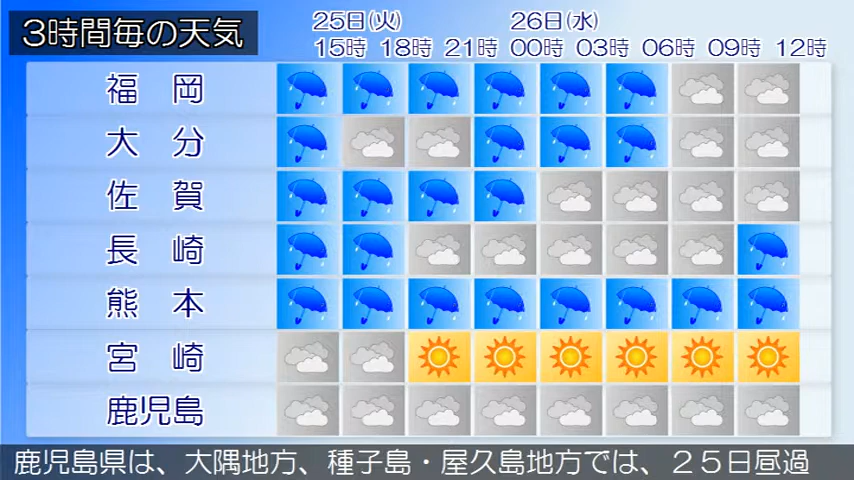 3時間毎の天気
25日(火) 26日(水)
15時 18時 21時 00時 03時 06時 09時 12時
福岡
大分
佐賀
長崎
熊本
宮崎
鹿児島
鹿児島県は、大隅地方、種子島・屋久島地方では、２５日昼過